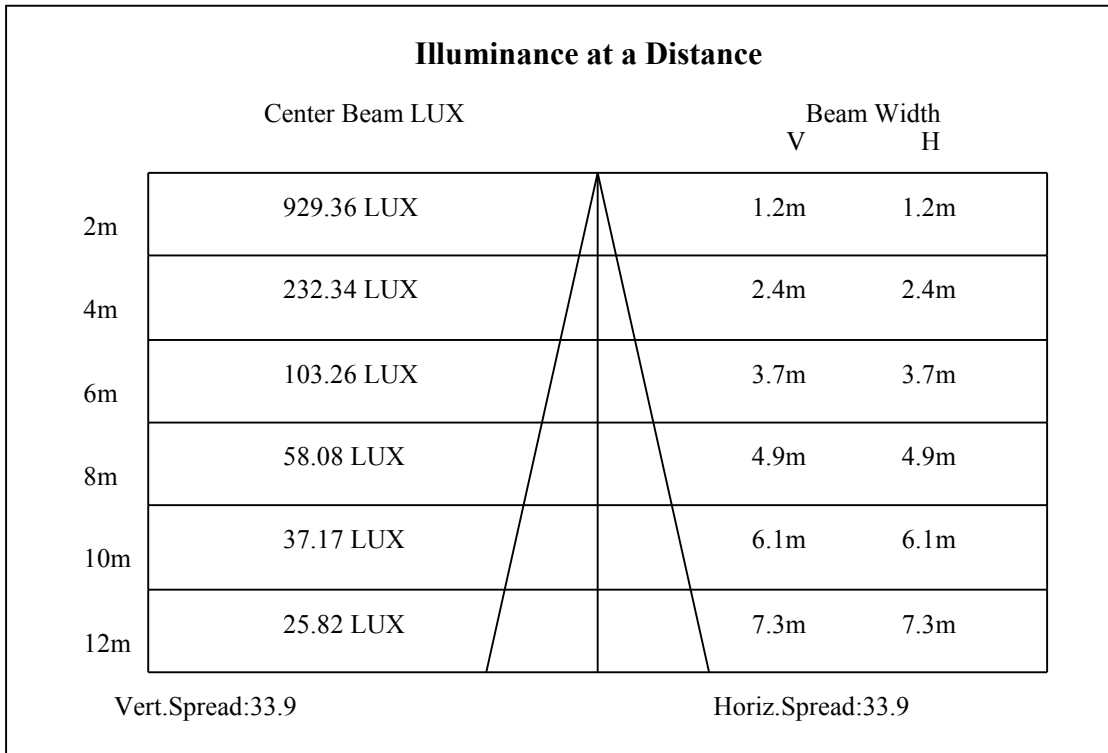 Illuminance at a Distance
Center Beam LUX Beam Width
V H
2m 929.36 LUX 1.2m 1.2m
4m 232.34 LUX 2.4m 2.4m
6m 103.26 LUX 3.7m 3.7m
8m 58.08 LUX 4.9m 4.9m
10m 37.17 LUX 6.1m 6.1m
12m 25.82 LUX 7.3m 7.3m
Vert.Spread:33.9 Horiz.Spread:33.9